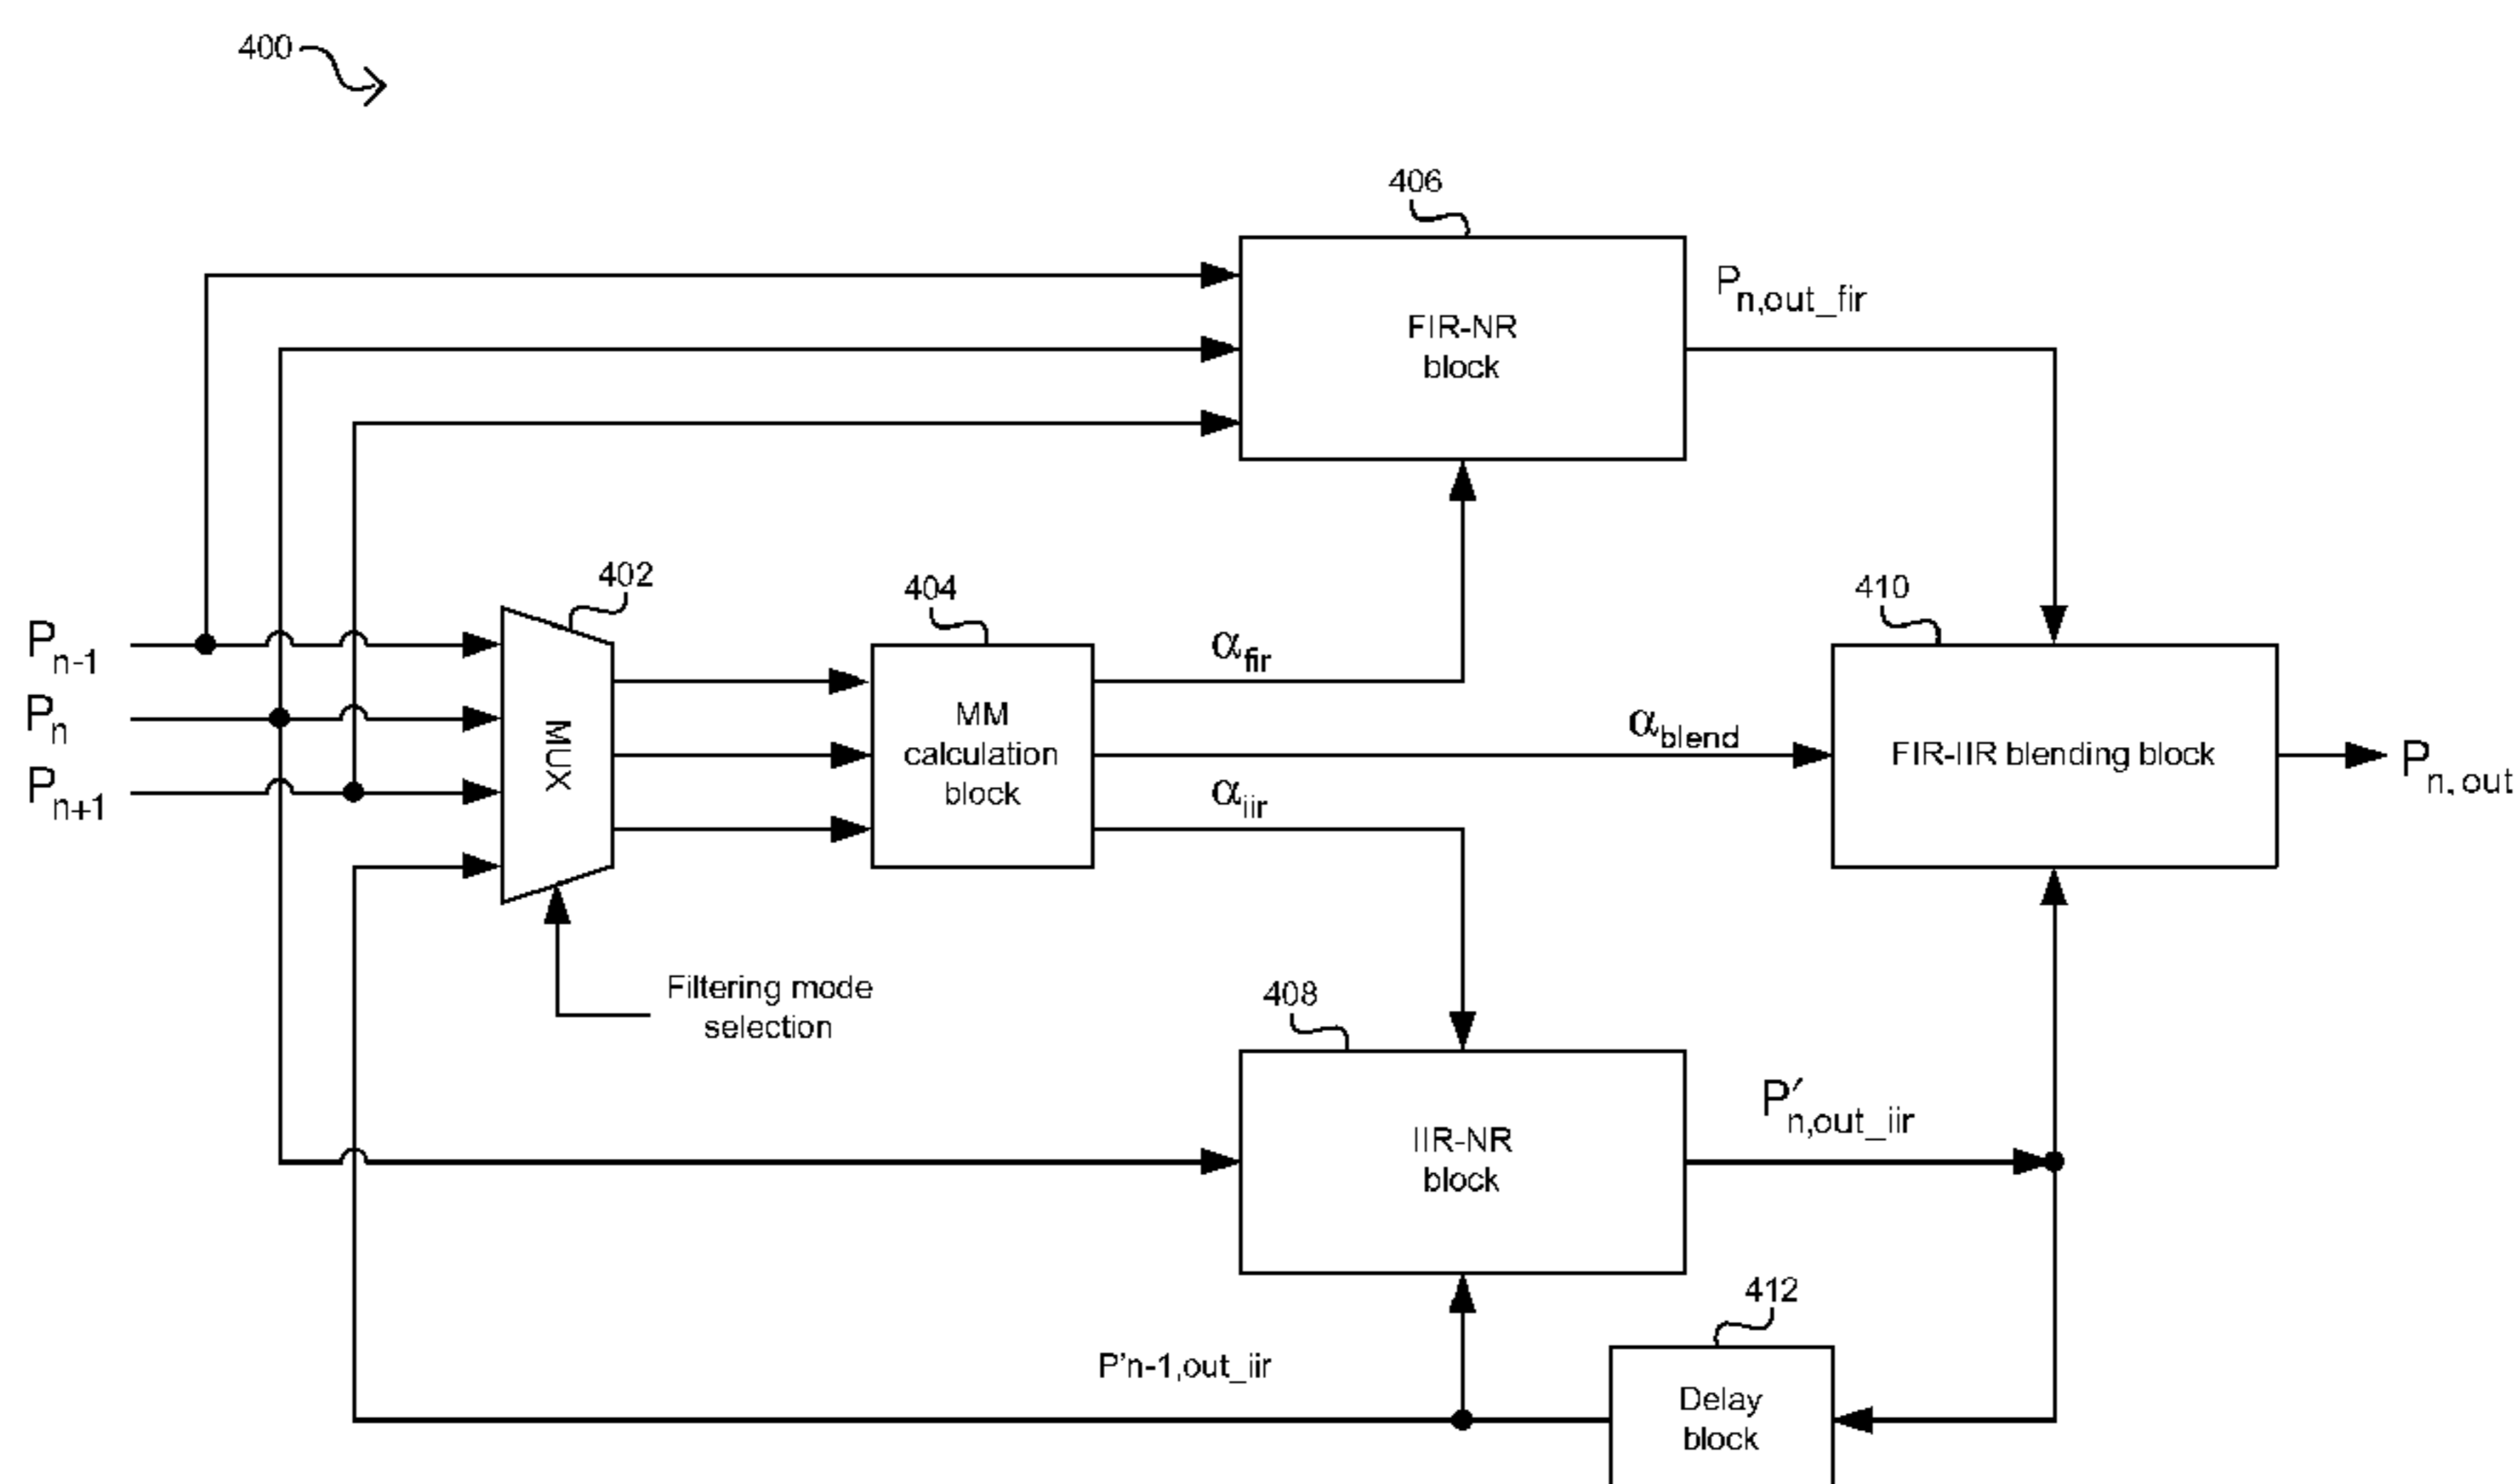 400
406
FIR-NR
block
Pn,out_fir
402
404
410
Pn-1
Pn
Pn+1
MUX
MM
calculation
block
αfir
αblend
αiir
FIR-IIR blending block
Pn, out
Filtering mode
selection
408
IIR-NR
block
P′n,out_iir
412
P'n-1,out_iir
Delay
block